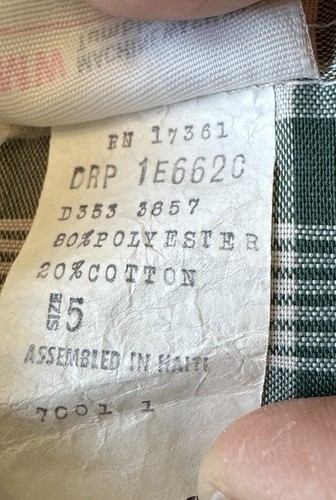 RN 17361
DRP 1E662C
D353 3857
80%POLYESTER
20%COTTON
SIZE 5
ASSEMBLED IN HAITI
7001 1